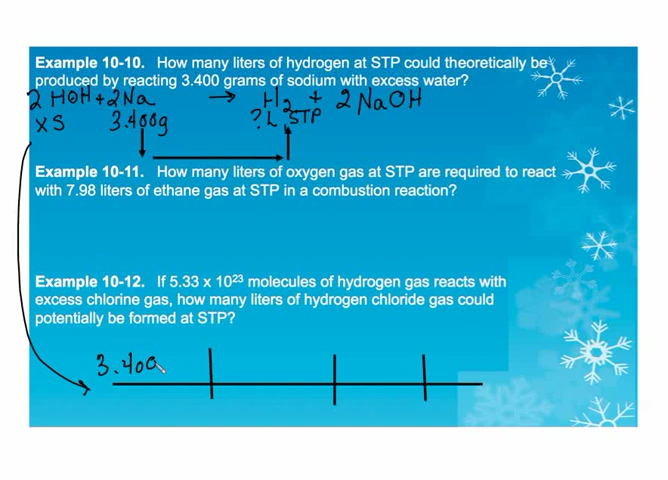 Example 10-10. How many liters of hydrogen at STP could theoretically be
produced by reacting 3.400 grams of sodium with excess water?
2 HOH + 2Na → H2 + 2 NaOH
XS 3.400g ?L STP
Example 10-11. How many liters of oxygen gas at STP are required to react
with 7.98 liters of ethane gas at STP in a combustion reaction?
Example 10-12. If 5.33 x 10²³ molecules of hydrogen gas reacts with
excess chlorine gas, how many liters of hydrogen chloride gas could
potentially be formed at STP?
3.400